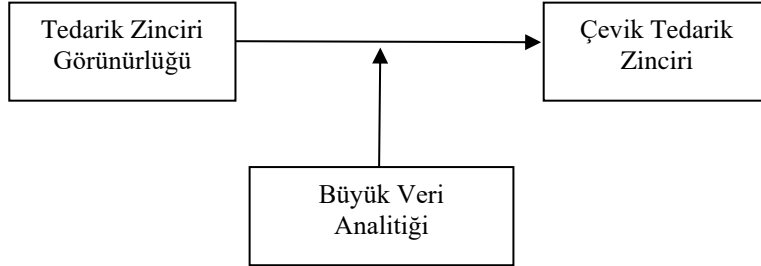 Tedarik Zinciri
Görünürlüğü
Çevik Tedarik
Zinciri
Büyük Veri
Analitiği